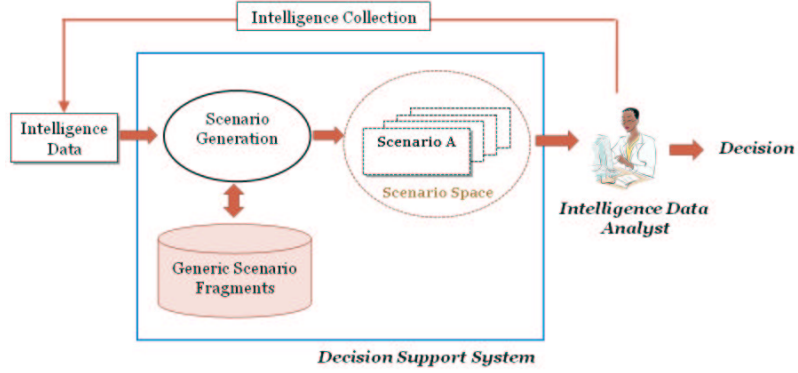 Intelligence Collection
Intelligence
Data
Scenario
Generation
Scenario A
Scenario Space
Generic Scenario
Fragments
Decision Support System
Intelligence Data
Analyst
Decision